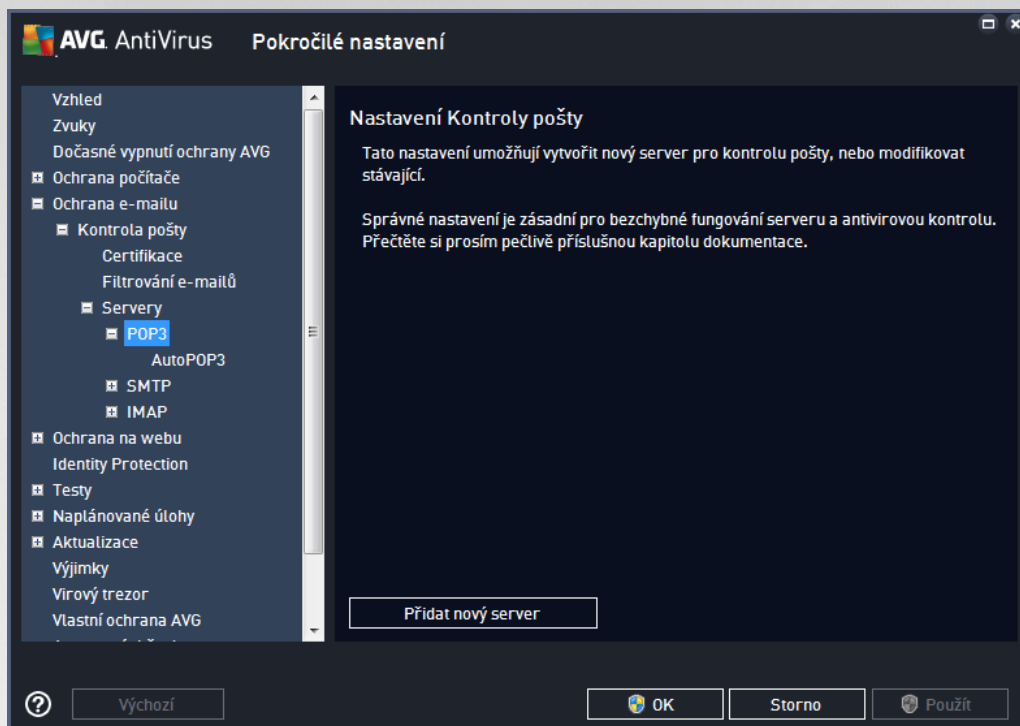 AVG. AntiVirus Pokročilé nastavení
Vzhled
Zvuky
Dočasné vypnutí ochrany AVG
Ochrana počítače
Ochrana e-mailu
Kontrola pošty
Certifikace
Filtrování e-mailů
Servery
POP3
AutoPOP3
SMTP
IMAP
Ochrana na webu
Identity Protection
Testy
Naplánované úlohy
Aktualizace
Výjimky
Virový trezor
Vlastní ochrana AVG
Nastavení Kontroly pošty
Tato nastavení umožňují vytvořit nový server pro kontrolu pošty, nebo modifikovat
stávající.
Správné nastavení je zásadní pro bezchybné fungování serveru a antivirovou kontrolu.
Přečtěte si prosím pečlivě příslušnou kapitolu dokumentace.
Přidat nový server
Výchozí
OK
Storno
Použít